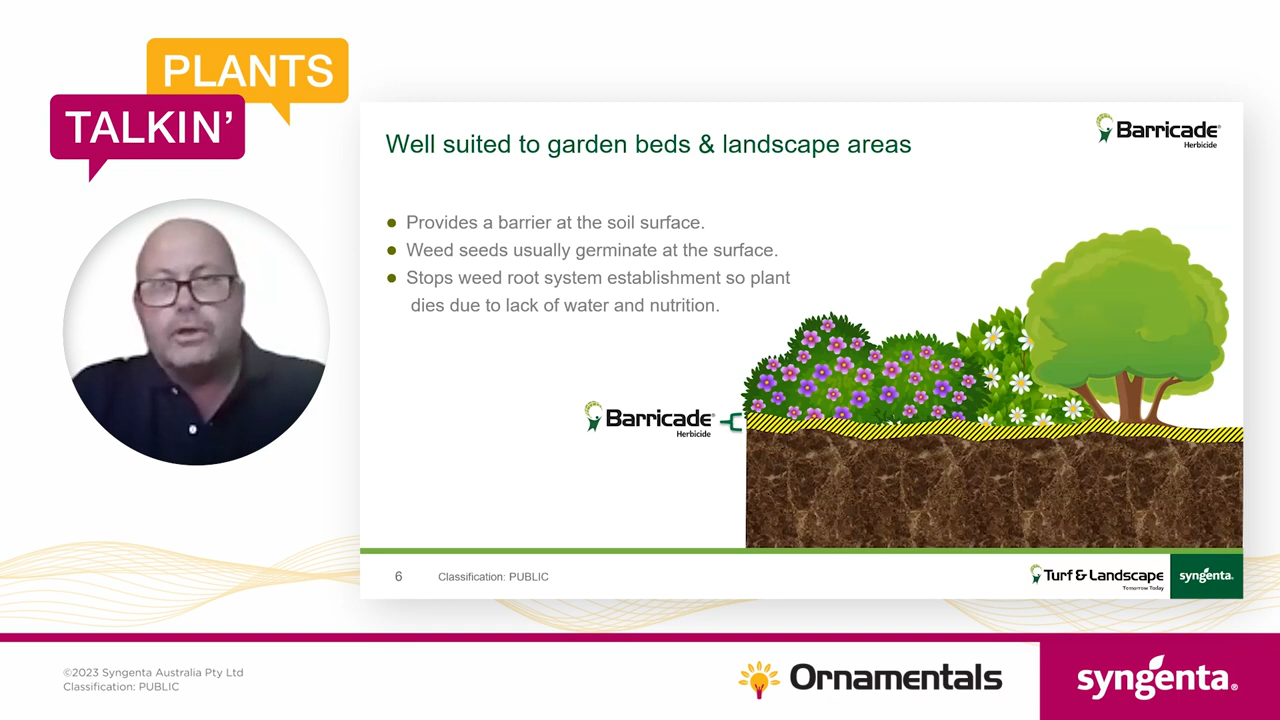 PLANTS
TALKIN’
Well suited to garden beds & landscape areas
Barricade®
Herbicide
● Provides a barrier at the soil surface.
● Weed seeds usually germinate at the surface.
● Stops weed root system establishment so plant
dies due to lack of water and nutrition.
Barricade®
Herbicide
6 Classification: PUBLIC
Turf & Landscape
Tomorrow Today
syngenta.
©2023 Syngenta Australia Pty Ltd
Classification: PUBLIC
Ornamentals
syngenta®